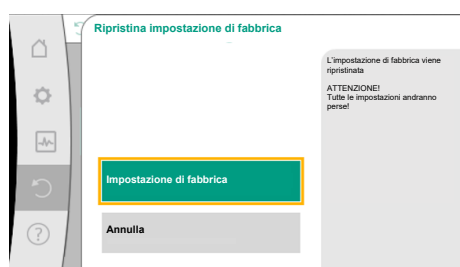 Ripristina impostazione di fabbrica
L'impostazione di fabbrica viene
ripristinata
ATTENZIONE!
Tutte le impostazioni andranno
perse!
Impostazione di fabbrica
Annulla
?